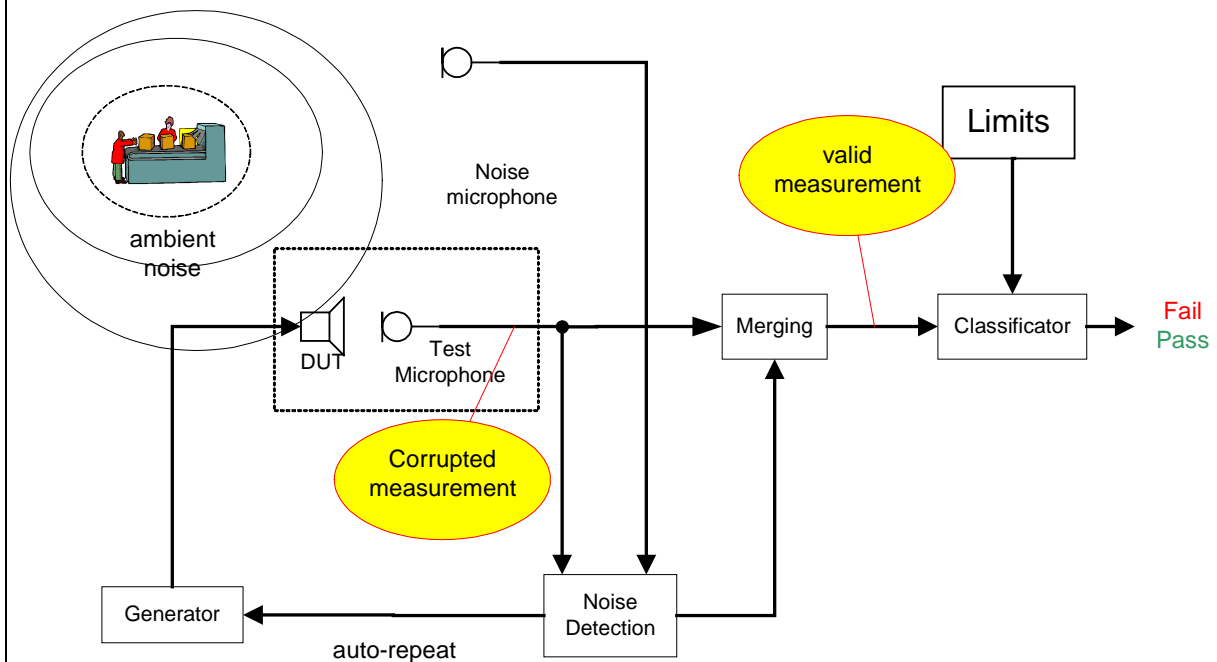 Limits
valid
measurement
Noise
microphone
ambient
noise
Merging
Classificator
Fail
Pass
DUT
Test
Microphone
Corrupted
measurement
Generator
Noise
Detection
auto-repeat